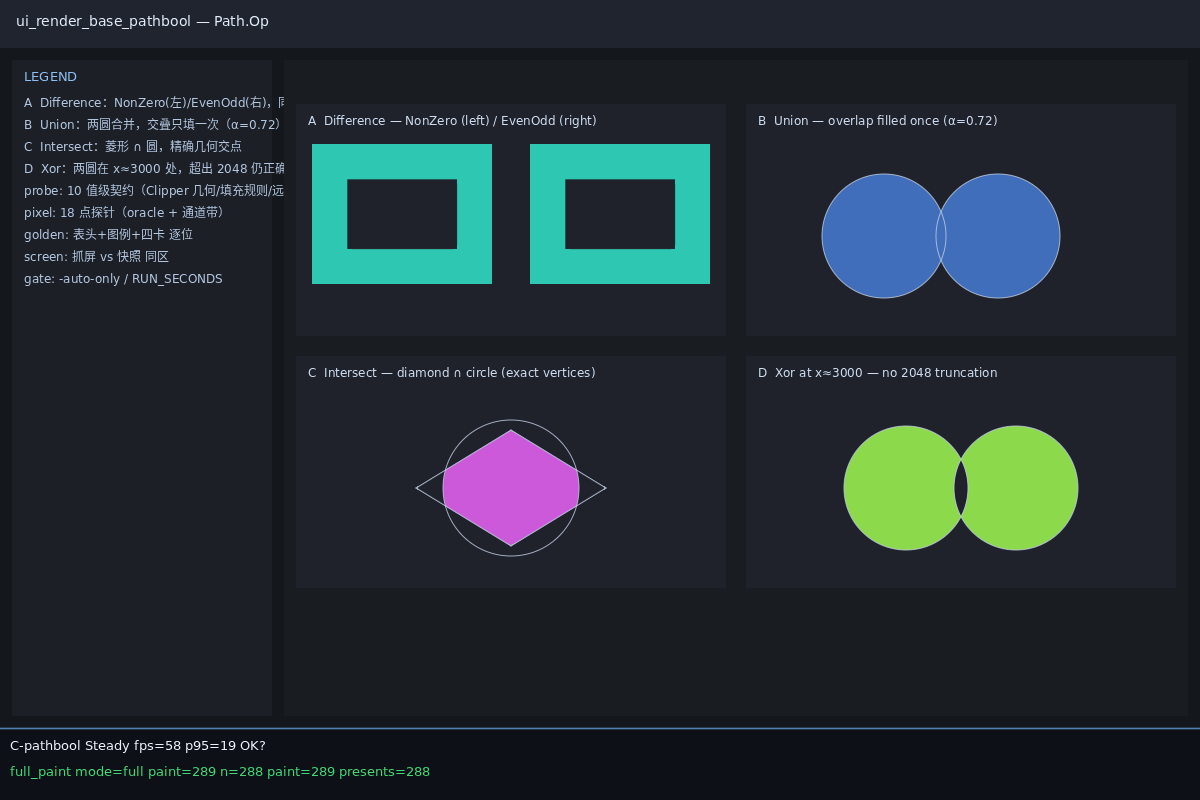 ui_render_base_pathbool — Path.Op
LEGEND
A Difference：NonZero(左)/EvenOdd(右)，
B Union：两圆合并，交叠只填一次（α=0.72）
C Intersect：菱形 ∩ 圆，精确几何交点
D Xor：两圆在 x≈3000 处，超出 2048 仍正确
probe: 10 值级契约（Clipper 几何/填充规则/远
pixel: 18 点探针（oracle + 通道带）
golden: 表头+图例+四卡 逐位
screen: 抓屏 vs 快照 同区
gate: -auto-only / RUN_SECONDS
A Difference — NonZero (left) / EvenOdd (right)
B Union — overlap filled once (α=0.72)
C Intersect — diamond ∩ circle (exact vertices)
D Xor at x≈3000 — no 2048 truncation
C-pathbool Steady fps=58 p95=19 OK?
full_paint mode=full paint=289 n=288 paint=289 presents=288